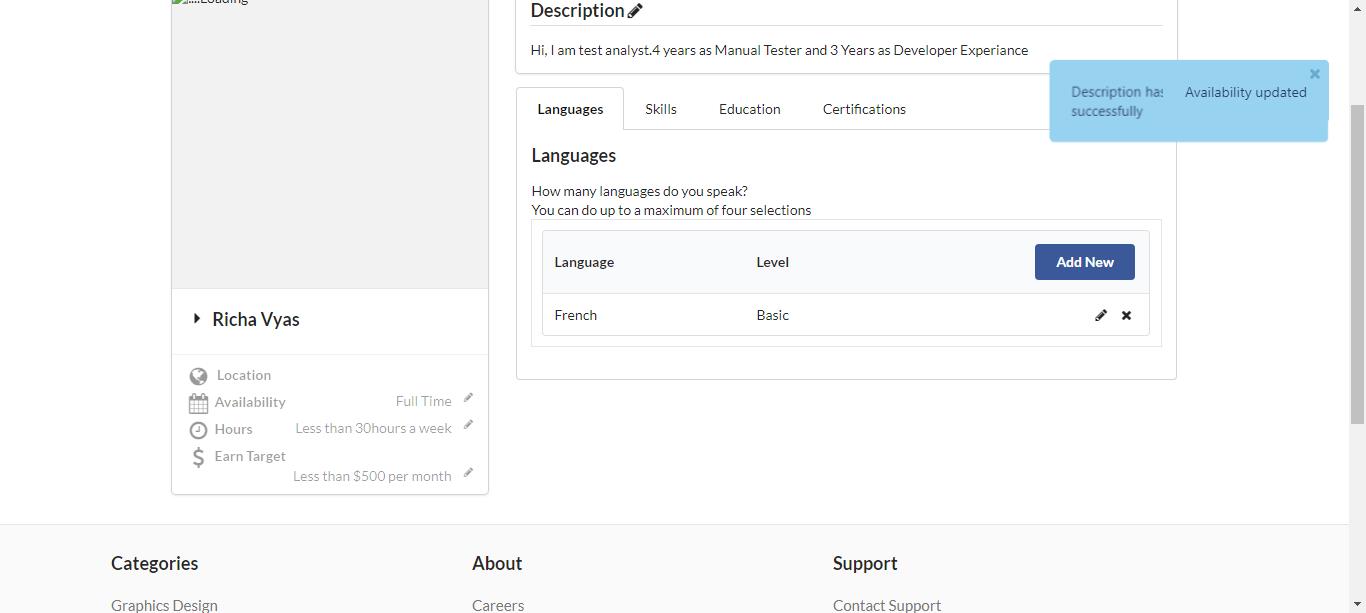 ....Loading
Description
Hi, I am test analyst.4 years as Manual Tester and 3 Years as Developer Experiance
Description has
successfully
Availability updated
Languages Skills Education Certifications
Languages
How many languages do you speak?
You can do up to a maximum of four selections
Language Level Add New
French Basic
Richa Vyas
Location
Availability Full Time
Hours Less than 30hours a week
Earn Target
Less than $500 per month
Categories About Support
Graphics Design Careers Contact Support